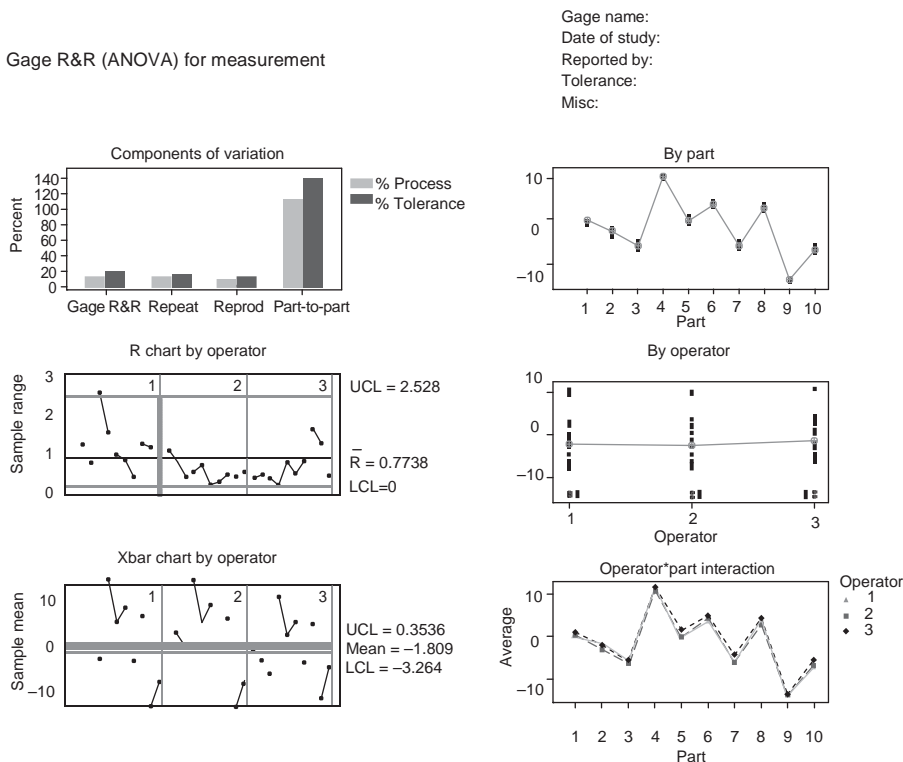 Gage R&R (ANOVA) for measurement
Gage name:
Date of study:
Reported by:
Tolerance:
Misc:
Components of variation
Percent
140
120
100
80
60
40
20
0
Gage R&R Repeat Reprod Part-to-part
% Process
% Tolerance
By part
10
0
–10
1 2 3 4 5 6 7 8 9 10
Part
R chart by operator
Sample range
3
2
1
0
1 2 3
UCL = 2.528
R̅ = 0.7738
LCL=0
By operator
10
0
–10
1 2 3
Operator
Xbar chart by operator
Sample mean
10
0
–10
1 2 3
UCL = 0.3536
Mean = –1.809
LCL = –3.264
Operator*part interaction
Average
10
0
–10
1 2 3 4 5 6 7 8 9 10
Part
Operator
1
2
3